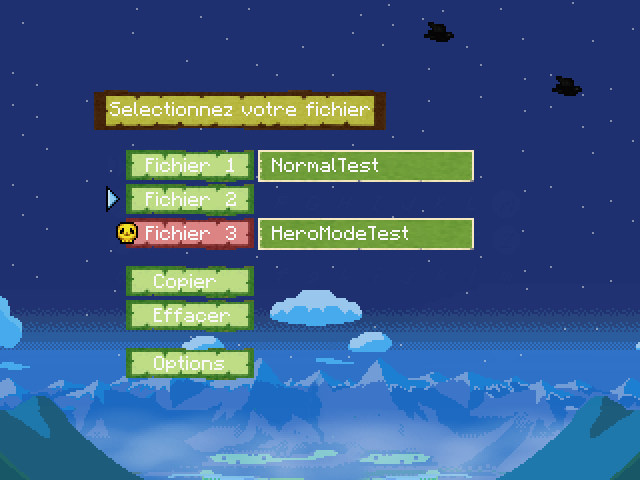 Selectionnez votre fichier
Fichier 1 NormalTest
Fichier 2
Fichier 3 HeroModeTest
Copier
Effacer
Options